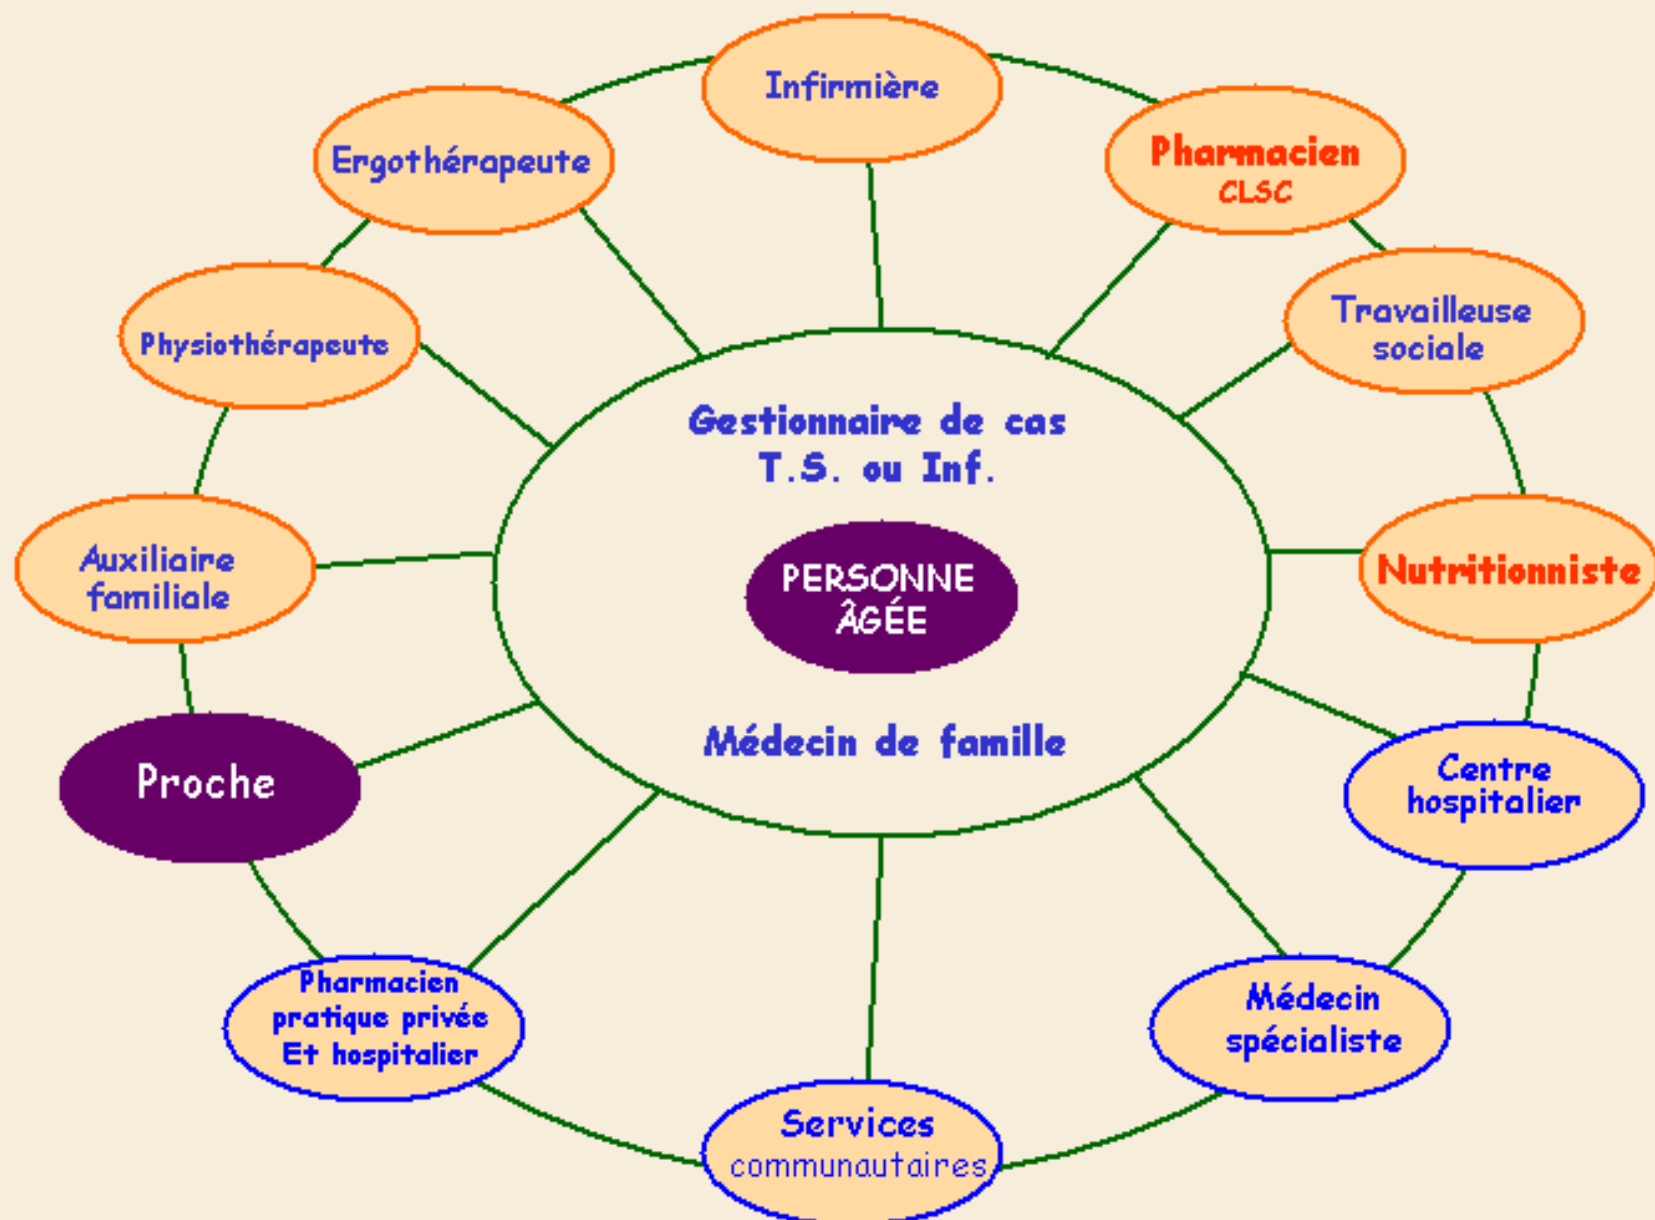 Infirmière
Ergothérapeute
Pharmacien
CLSC
Physiothérapeute
Travailleuse
sociale
Gestionnaire de cas
T.S. ou Inf.
Auxiliaire
familiale
PERSONNE
ÂGÉE
Nutritionniste
Médecin de famille
Proche
Centre
hospitalier
Pharmacien
pratique privée
Et hospitalier
Médecin
spécialiste
Services
communautaires